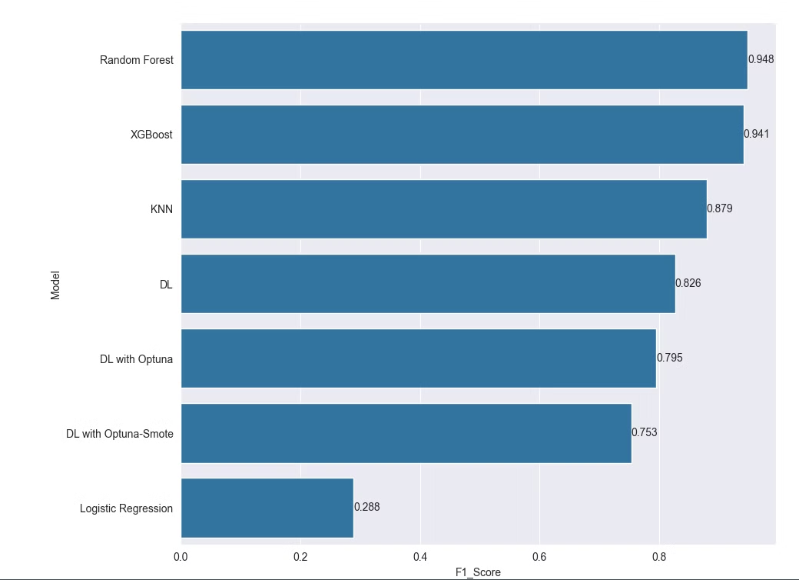 Random Forest 0.948
XGBoost 0.941
KNN 0.879
DL 0.826
DL with Optuna 0.795
DL with Optuna-Smote 0.753
Logistic Regression 0.288
Model
0.0 0.2 0.4 0.6 0.8
F1_Score